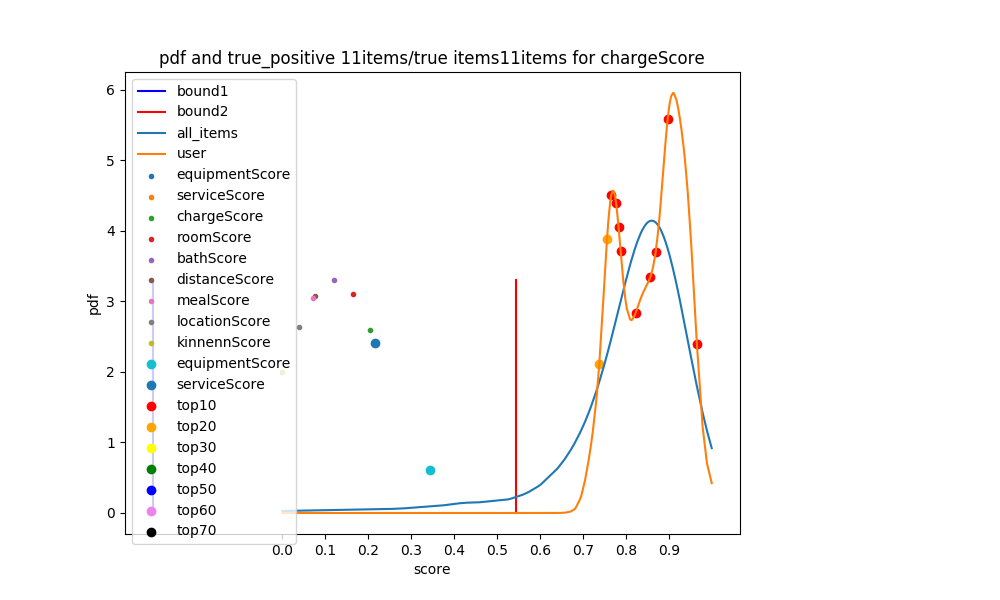 pdf and true_positive 11items/true items11items for chargeScore
bound1
bound2
all_items
user
equipmentScore
serviceScore
chargeScore
roomScore
bathScore
distanceScore
mealScore
locationScore
kinnennScore
equipmentScore
serviceScore
top10
top20
top30
top40
top50
top60
top70
6
5
4
3
2
1
0
pdf
0.0 0.1 0.2 0.3 0.4 0.5 0.6 0.7 0.8 0.9
score